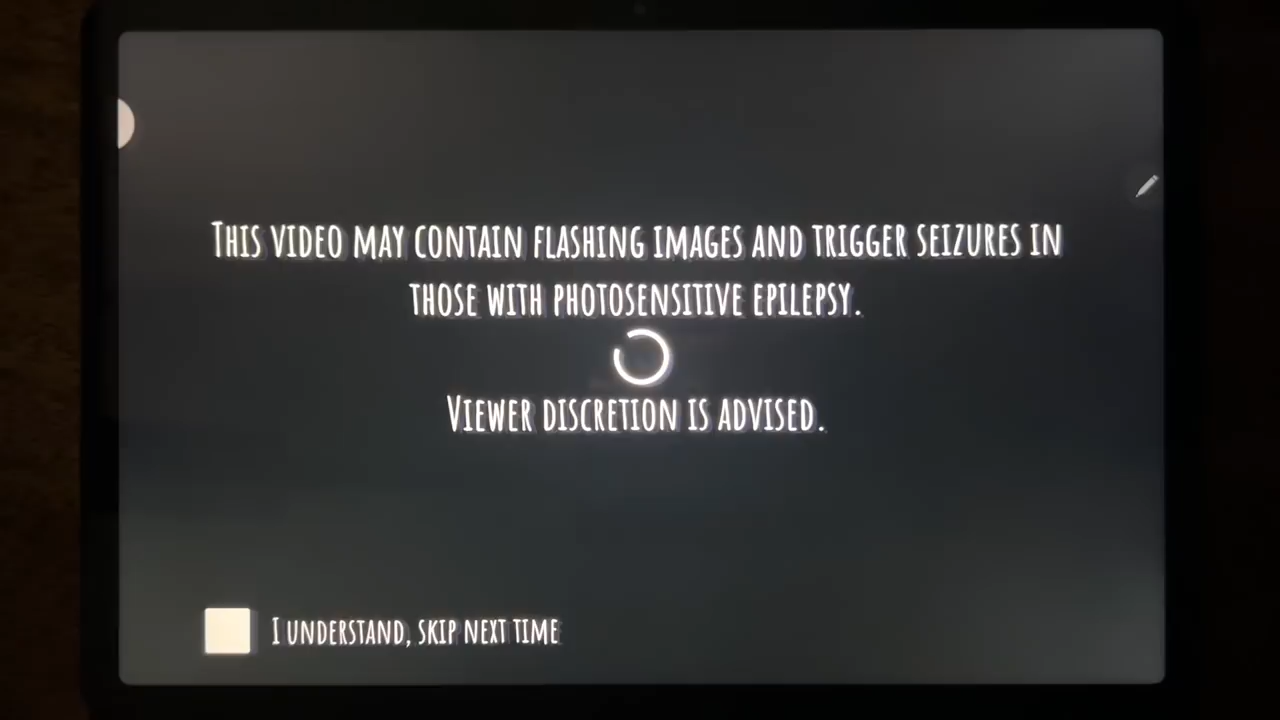 THIS VIDEO MAY CONTAIN FLASHING IMAGES AND TRIGGER SEIZURES IN
THOSE WITH PHOTOSENSITIVE EPILEPSY.
VIEWER DISCRETION IS ADVISED.
I UNDERSTAND, SKIP NEXT TIME